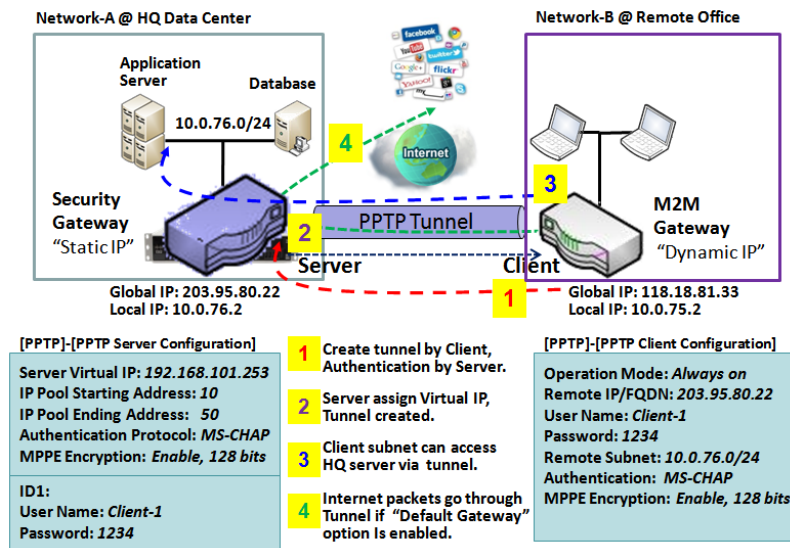 Network-A @ HQ Data Center
Network-B @ Remote Office
Application
Server
Database
10.0.76.0/24
facebook
YouTube
twitter
Google+
flickr
YAHOO!
my
4
Internet
3
Security
Gateway
"Static IP"
PPTP Tunnel
2
M2M
Gateway
"Dynamic IP"
Server
Client
1
Global IP: 203.95.80.22
Local IP: 10.0.76.2
Global IP: 118.18.81.33
Local IP: 10.0.75.2
[PPTP]-[PPTP Server Configuration]
Server Virtual IP: 192.168.101.253
IP Pool Starting Address: 10
IP Pool Ending Address: 50
Authentication Protocol: MS-CHAP
MPPE Encryption: Enable, 128 bits
ID1:
User Name: Client-1
Password: 1234
1 Create tunnel by Client,
Authentication by Server.
2 Server assign Virtual IP,
Tunnel created.
3 Client subnet can access
HQ server via tunnel.
4 Internet packets go through
Tunnel if "Default Gateway"
option Is enabled.
[PPTP]-[PPTP Client Configuration]
Operation Mode: Always on
Remote IP/FQDN: 203.95.80.22
User Name: Client-1
Password: 1234
Remote Subnet: 10.0.76.0/24
Authentication: MS-CHAP
MPPE Encryption: Enable, 128 bits